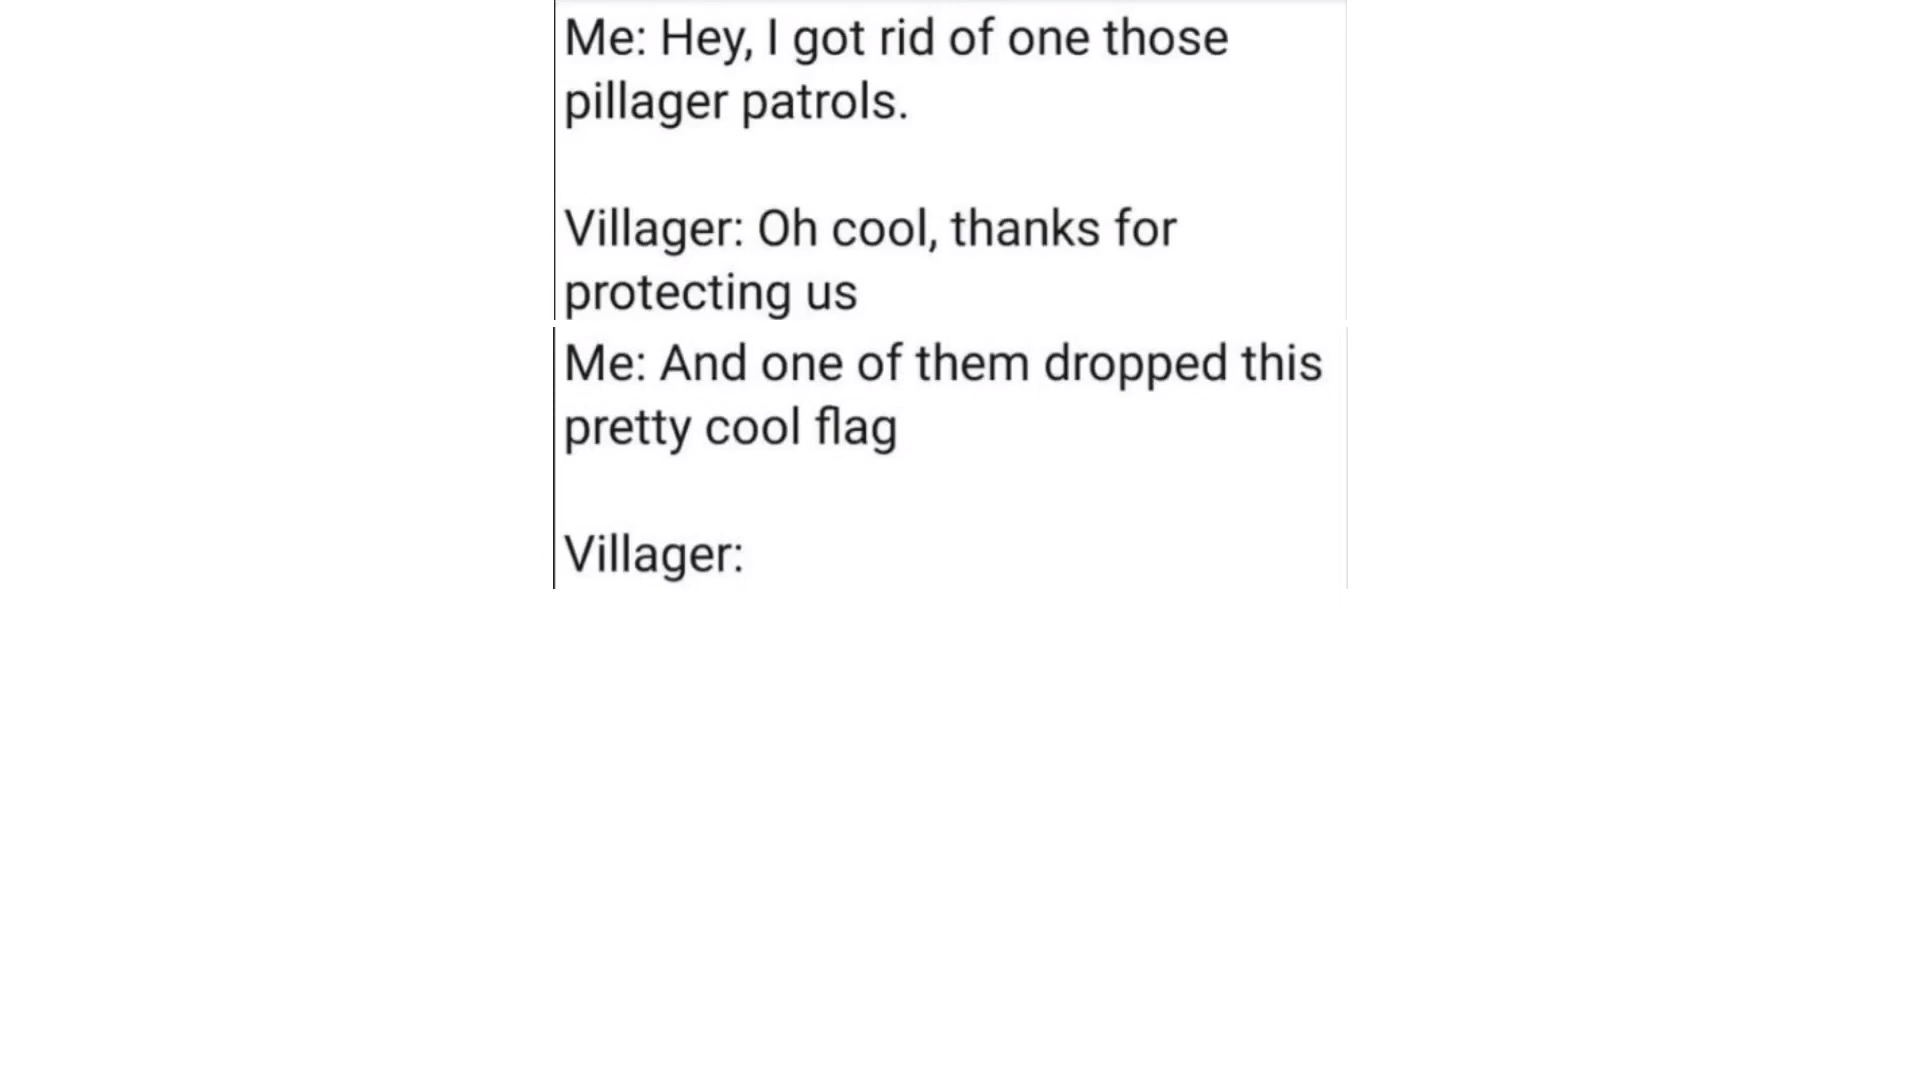 Me: Hey, I got rid of one those
pillager patrols.
Villager: Oh cool, thanks for
protecting us
Me: And one of them dropped this
pretty cool flag
Villager: